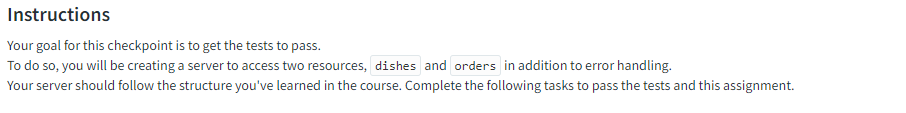 Instructions
Your goal for this checkpoint is to get the tests to pass.
To do so, you will be creating a server to access two resources, dishes and orders in addition to error handling.
Your server should follow the structure you've learned in the course. Complete the following tasks to pass the tests and this assignment.